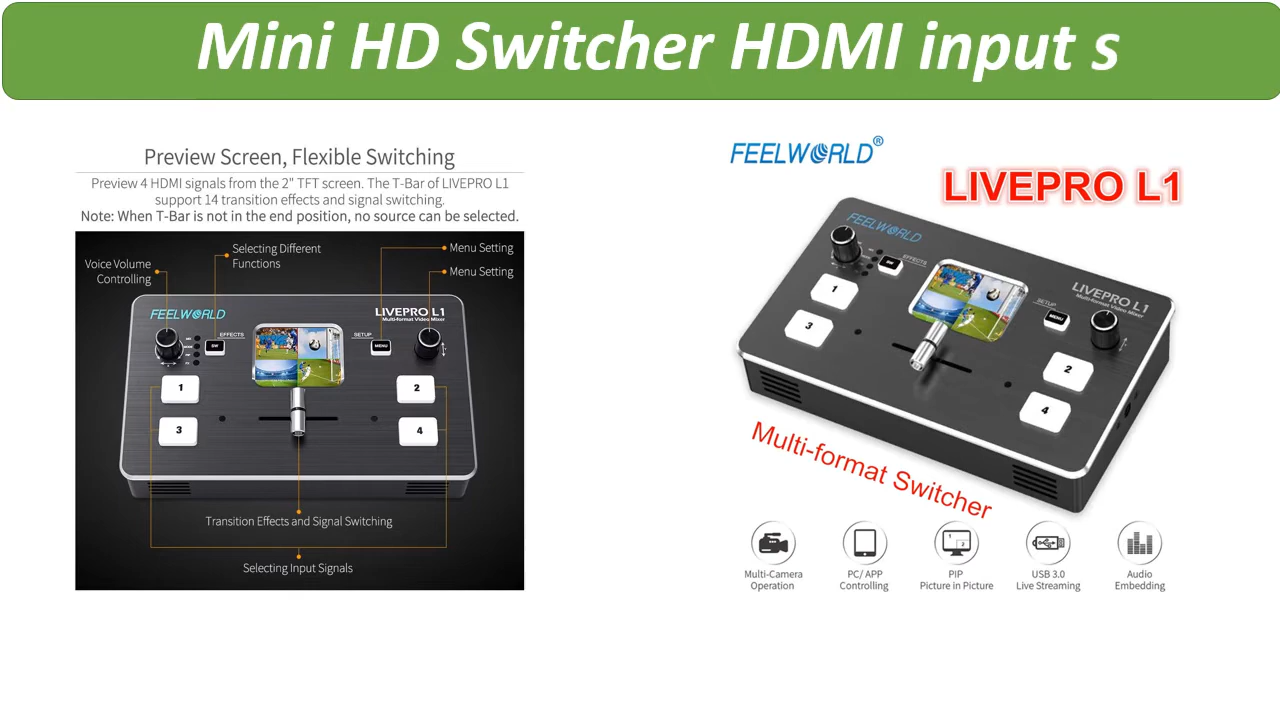 Mini HD Switcher HDMI input s
Preview Screen, Flexible Switching
Preview 4 HDMI signals from the 2" TFT screen. The T-Bar of LIVEPRO L1
support 14 transition effects and signal switching.
Note: When T-Bar is not in the end position, no source can be selected.
Selecting Different
Functions
Menu Setting
Voice Volume
Controlling
Menu Setting
FEELWORLD
LIVEPRO L1
Multi-format Video Mixer
EFFECTS
SW
SETUP
MENU
1
2
3
4
Transition Effects and Signal Switching
Selecting Input Signals
FEELWORLD®
LIVEPRO L1
FEELWORLD
EFFECTS
SW
LIVEPRO L1
Multi-format Video Mixer
SETUP
MENU
1
3
2
4
Multi-format Switcher
Multi-Camera
Operation
PC/ APP
Controlling
PIP
Picture in Picture
USB 3.0
Live Streaming
Audio
Embedding